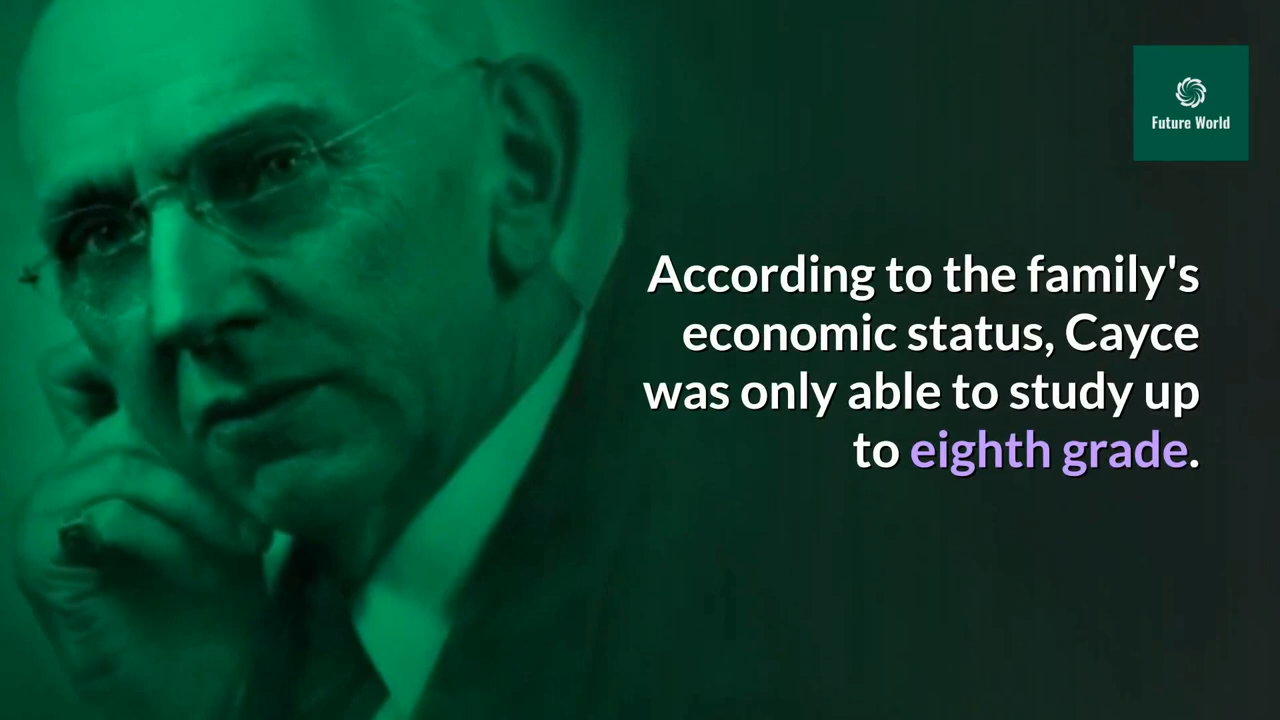 Future World
According to the family's
economic status, Cayce
was only able to study up
to eighth grade.